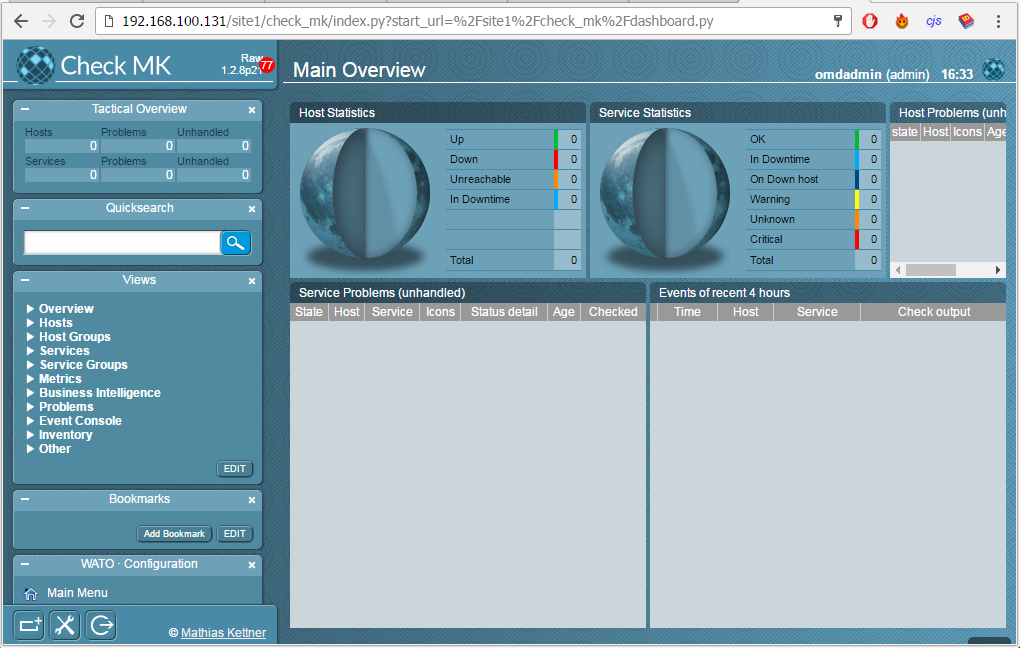 192.168.100.131/site1/check_mk/index.py?start_url=%2Fsite1%2Fcheck_mk%2Fdashboard.py
cjs
Check MK
Raw
1.2.8p21
77
Main Overview
omdadmin (admin) 16:33
Tactical Overview
Hosts Problems Unhandled
0 0 0
Services Problems Unhandled
0 0 0
Quicksearch
Views
Overview
Hosts
Host Groups
Services
Service Groups
Metrics
Business Intelligence
Problems
Event Console
Inventory
Other
EDIT
Bookmarks
Add Bookmark EDIT
WATO · Configuration
Main Menu
© Mathias Kettner
Host Statistics
Up 0
Down 0
Unreachable 0
In Downtime 0
Total 0
Service Statistics
OK 0
In Downtime 0
On Down host 0
Warning 0
Unknown 0
Critical 0
Total 0
Host Problems (unh
state Host Icons Age
Service Problems (unhandled)
State Host Service Icons Status detail Age Checked
Events of recent 4 hours
Time Host Service Check output